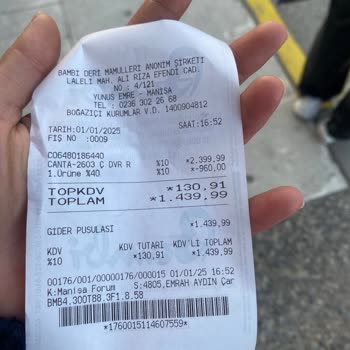 BAMBİ DERİ MAMULLERİ ANONİM ŞİRKETİ
LALELİ MAH. ALİ RIZA EFENDİ CAD.
NO : 4/121
YUNUS EMRE - MANİSA
TEL : 0236 302 26 68
BOĞAZİÇİ KURUMLAR V.D. 1400904812
TARİH:01/01/2025 SAAT:16:52
FİŞ NO :0009
CO6480186440
CANTA-2603 Ç DVR R %10 *2,399,99
1.Ürüne %40 %10 *-960,00
TOPKDV *130,91
TOPLAM *1.439,99
GİDER PUSULASI *1.439,99
KDV KDV TUTARI KDV'Lİ TOPLAM
%10 *130,91 *1.439,99
00176/001/00000176/000015 01/01/25 16:52
K:Manisa Forum S:4805,EMRAH AYDIN Çar
BMB4.300T88.3F1.8.58
*1760015114607559*